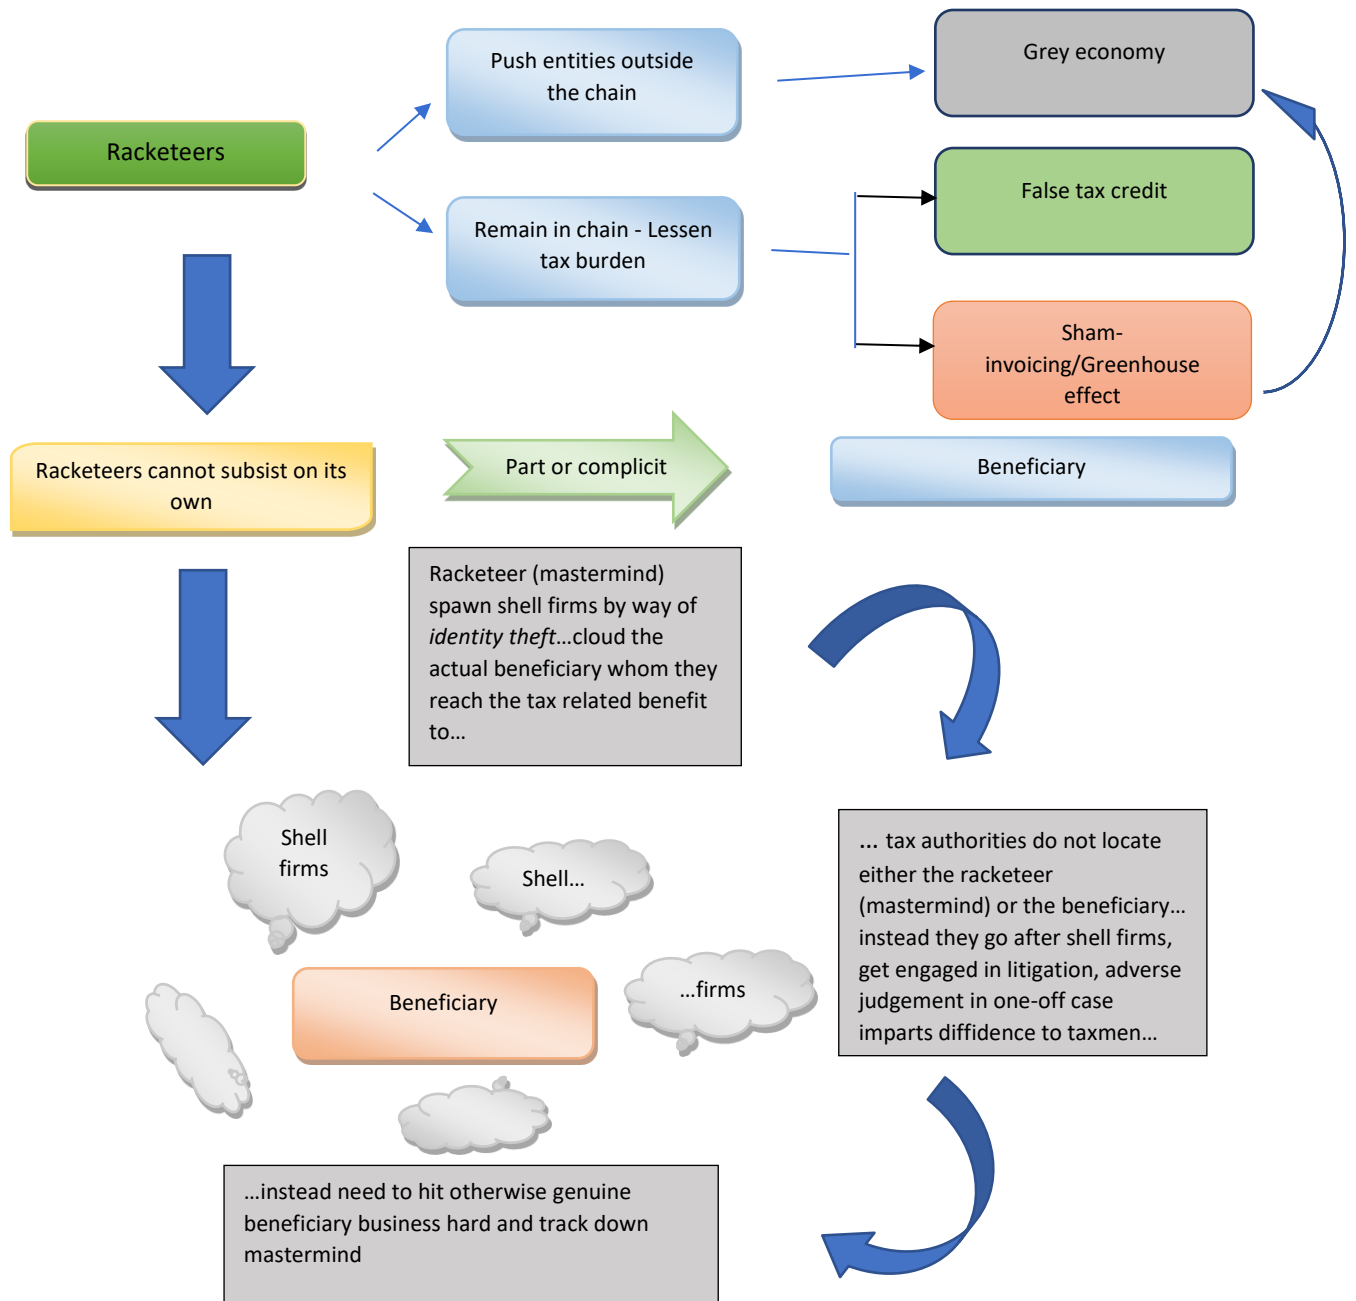 Push entities outside
the chain
Grey economy
Racketeers
False tax credit
Remain in chain - Lessen
tax burden
Sham-
invoicing/Greenhouse
effect
Racketeers cannot subsist on its
own
Part or complicit
Beneficiary
Racketeer (mastermind)
spawn shell firms by way of
identity theft…cloud the
actual beneficiary whom they
reach the tax related benefit
to…
Shell
firms
Shell…
…firms
Beneficiary
… tax authorities do not locate
either the racketeer
(mastermind) or the beneficiary…
instead they go after shell firms,
get engaged in litigation, adverse
judgement in one-off case
imparts diffidence to taxmen…
…instead need to hit otherwise genuine
beneficiary business hard and track down
mastermind